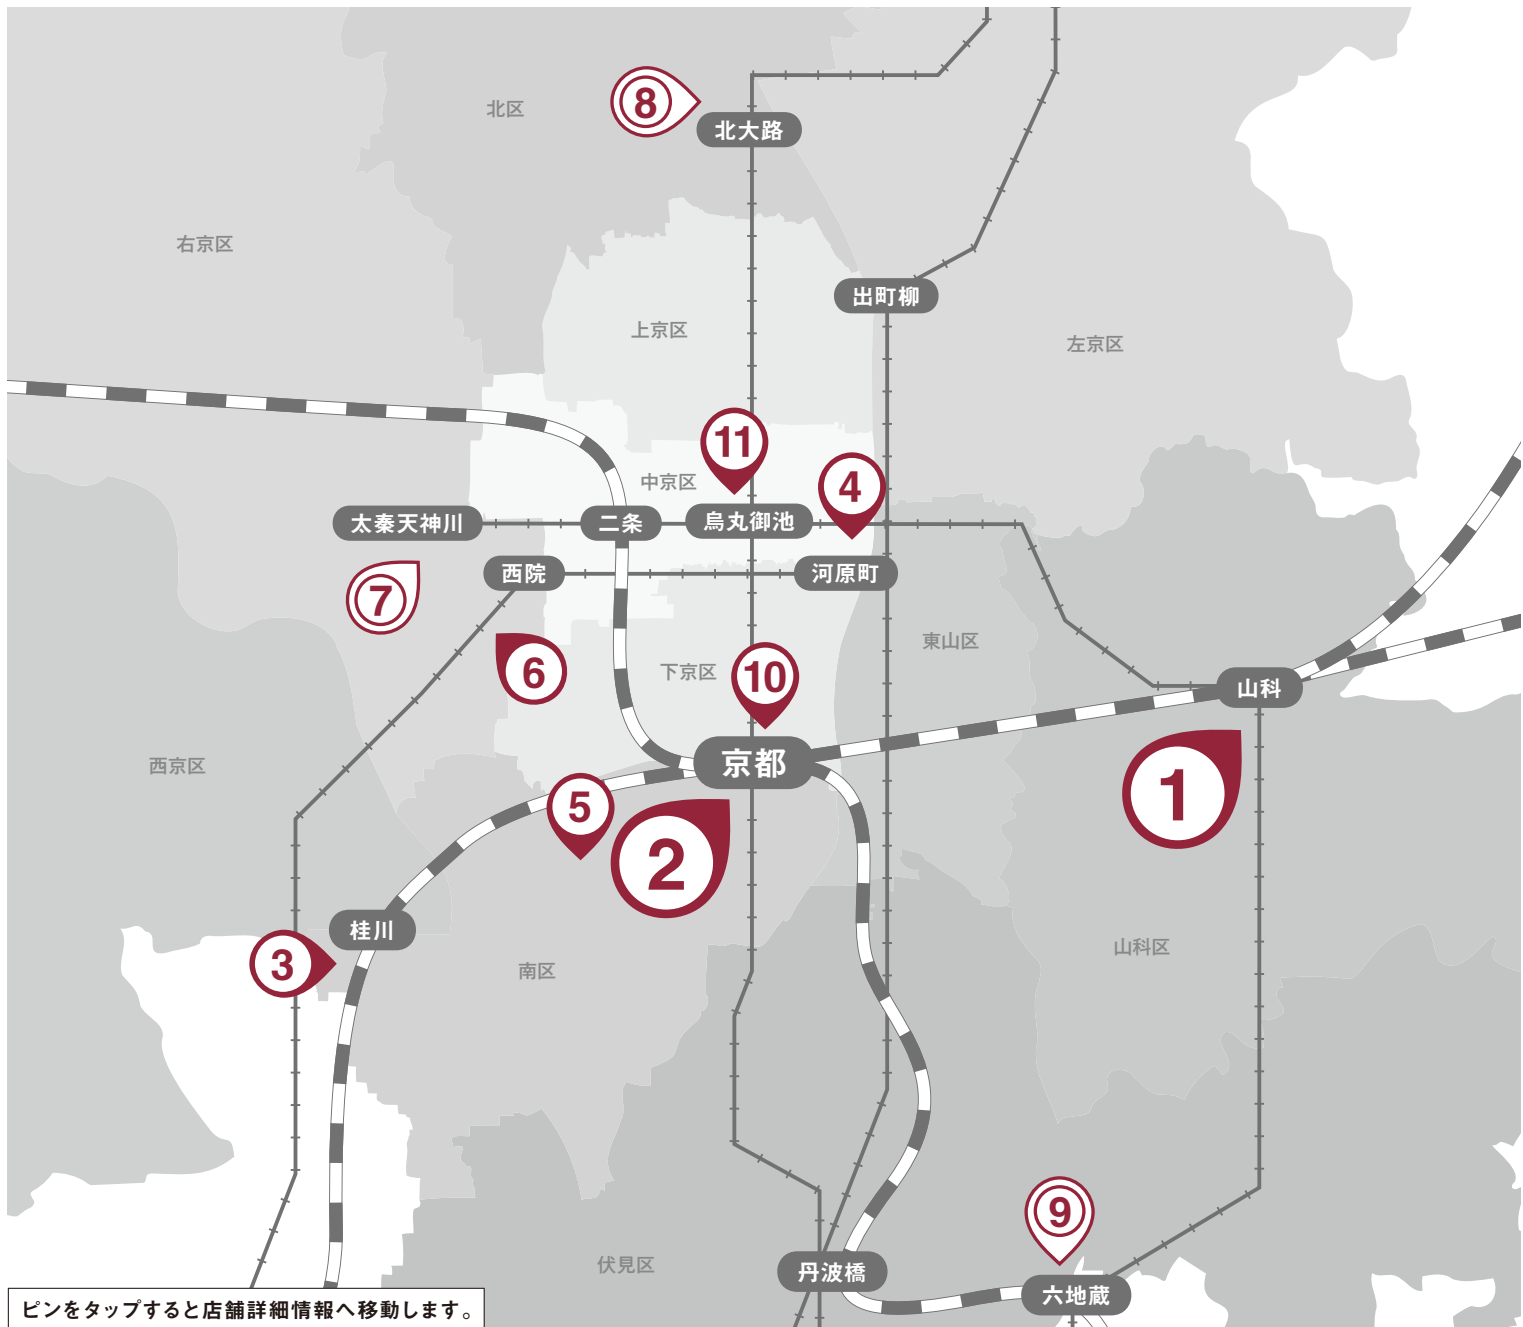 8
北区
北大路
右京区
出町柳
上京区
左京区
11
中京区
4
太秦天神川
二条
烏丸御池
西院
河原町
7
6
東山区
下京区
10
山科
西京区
京都
1
5
2
桂川
3
南区
山科区
9
伏見区
丹波橋
六地蔵
ピンをタップすると店舗詳細情報へ移動します。